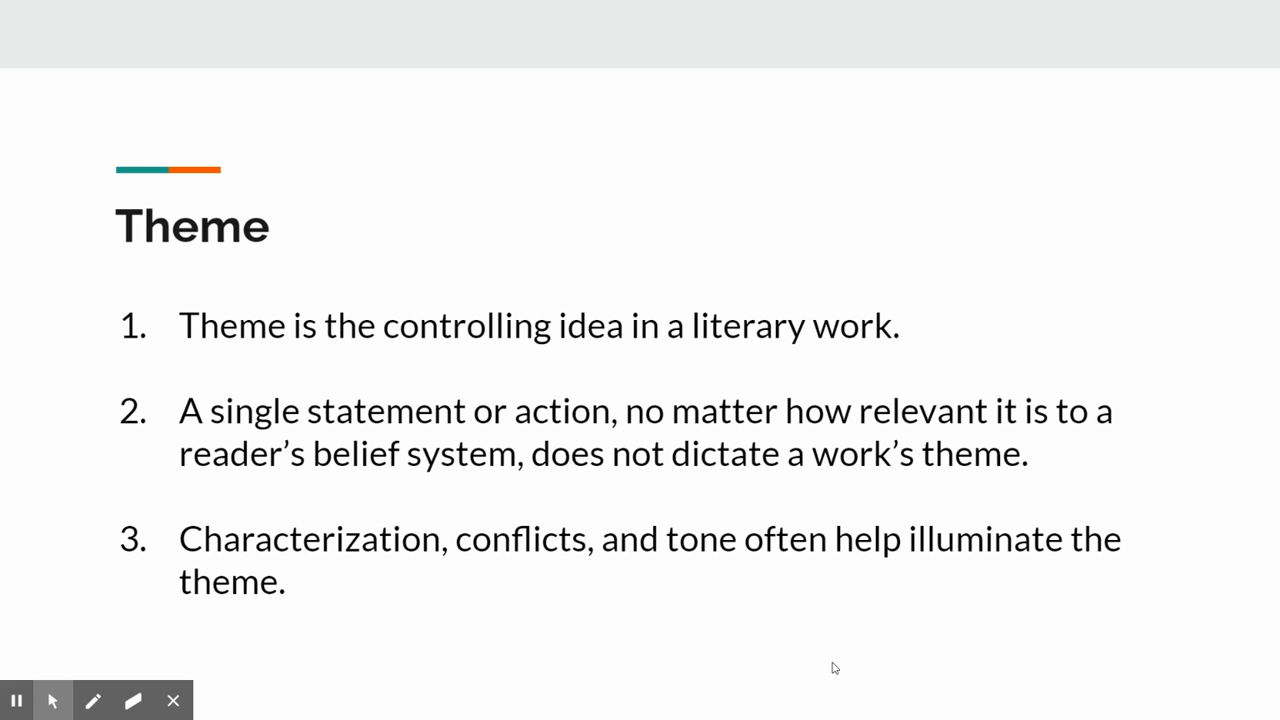 Theme
1. Theme is the controlling idea in a literary work.
2. A single statement or action, no matter how relevant it is to a
reader’s belief system, does not dictate a work’s theme.
3. Characterization, conflicts, and tone often help illuminate the
theme.